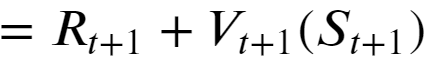 = R_{t+1} + V_{t+1}(S_{t+1})